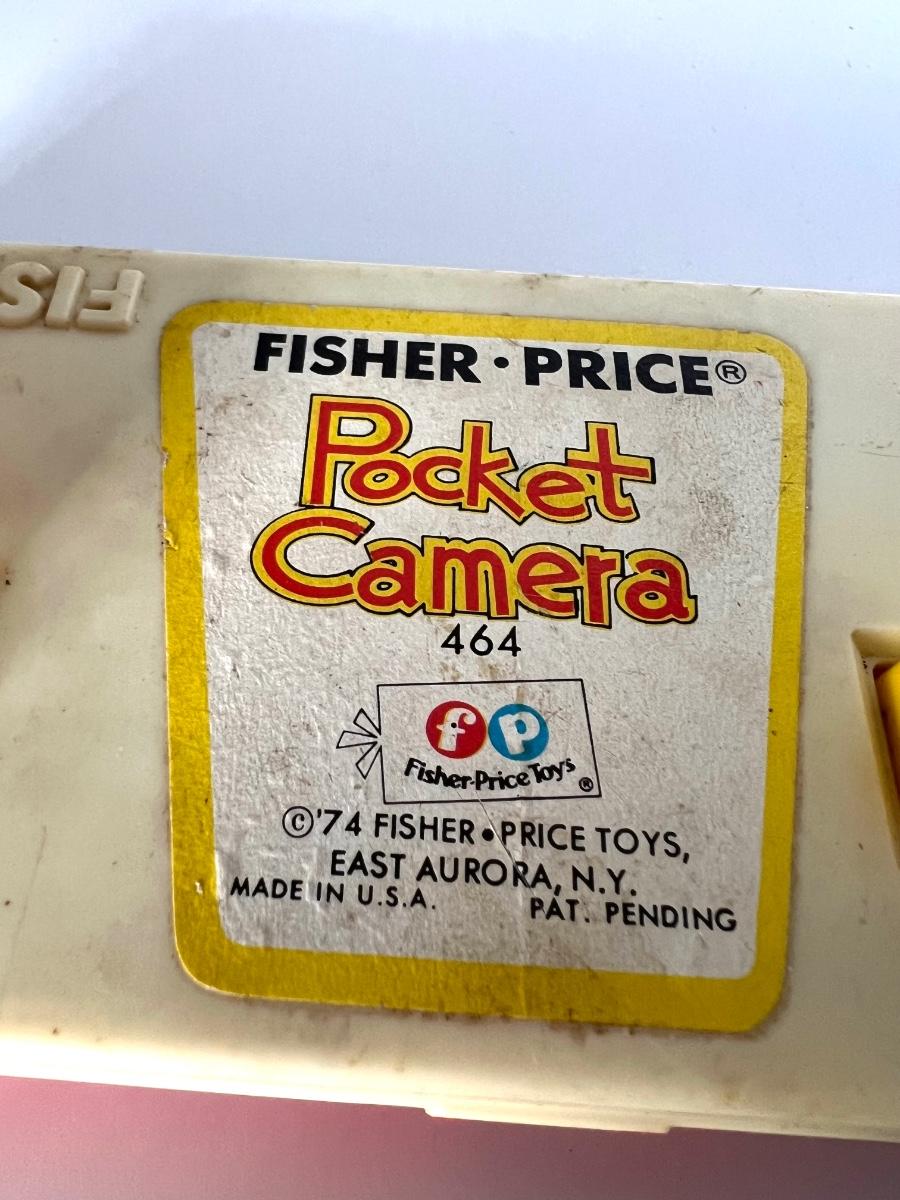 FIS
FISHER · PRICE®
Pocket
Camera
464
fp
Fisher-Price Toys ®
©'74 FISHER • PRICE TOYS,
EAST AURORA, N.Y.
MADE IN U.S.A. PAT. PENDING